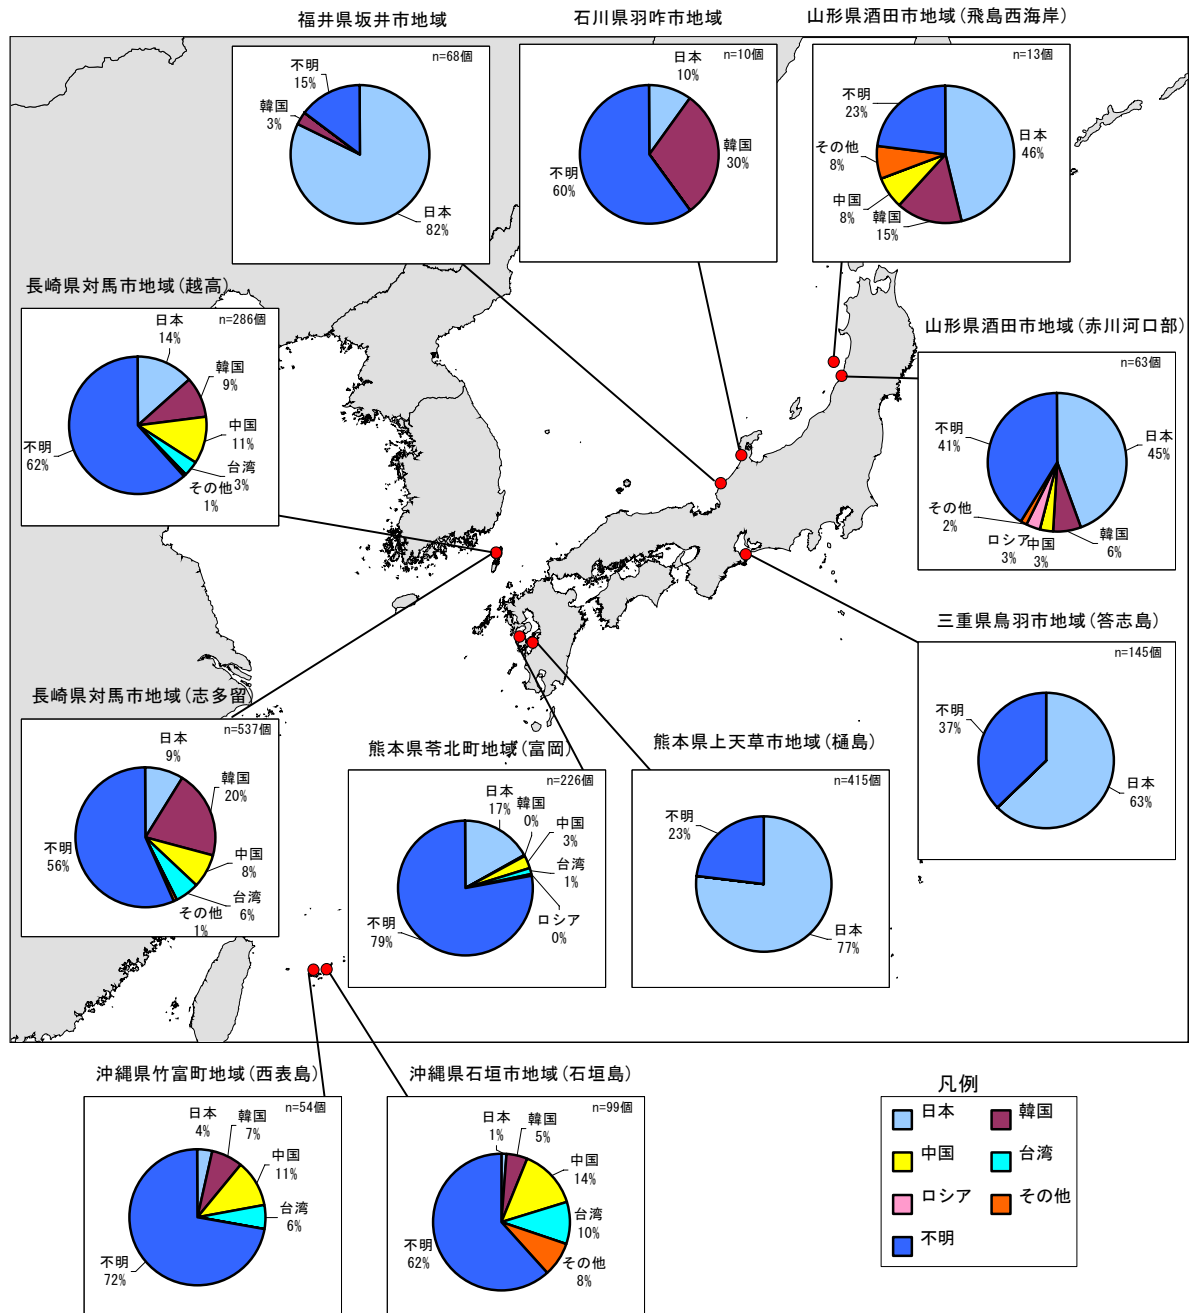 福井県坂井市地域
n=68個
不明
15%
韓国
3%
日本
82%
石川県羽咋市地域
n=10個
日本
10%
韓国
30%
不明
60%
山形県酒田市地域(飛島西海岸)
n=13個
不明
23%
日本
46%
その他
8%
中国
8%
韓国
15%
長崎県対馬市地域(越高)
n=286個
日本
14%
韓国
9%
中国
11%
不明
62%
台湾
3%
その他
1%
山形県酒田市地域(赤川河口部)
n=63個
不明
41%
日本
45%
その他
2%
ロシア
3%
中国
3%
韓国
6%
三重県鳥羽市地域(答志島)
n=145個
不明
37%
日本
63%
長崎県対馬市地域(志多留)
n=537個
日本
9%
韓国
20%
不明
56%
中国
8%
台湾
6%
その他
1%
熊本県苓北町地域(富岡)
n=226個
日本
17%
韓国
0%
中国
3%
台湾
1%
ロシア
0%
不明
79%
熊本県上天草市地域(樋島)
n=415個
不明
23%
日本
77%
沖縄県竹富町地域(西表島)
n=54個
日本
4%
韓国
7%
中国
11%
台湾
6%
不明
72%
沖縄県石垣市地域(石垣島)
n=99個
日本
1%
韓国
5%
中国
14%
台湾
10%
その他
8%
不明
62%
凡例
日本
韓国
中国
台湾
ロシア
その他
不明